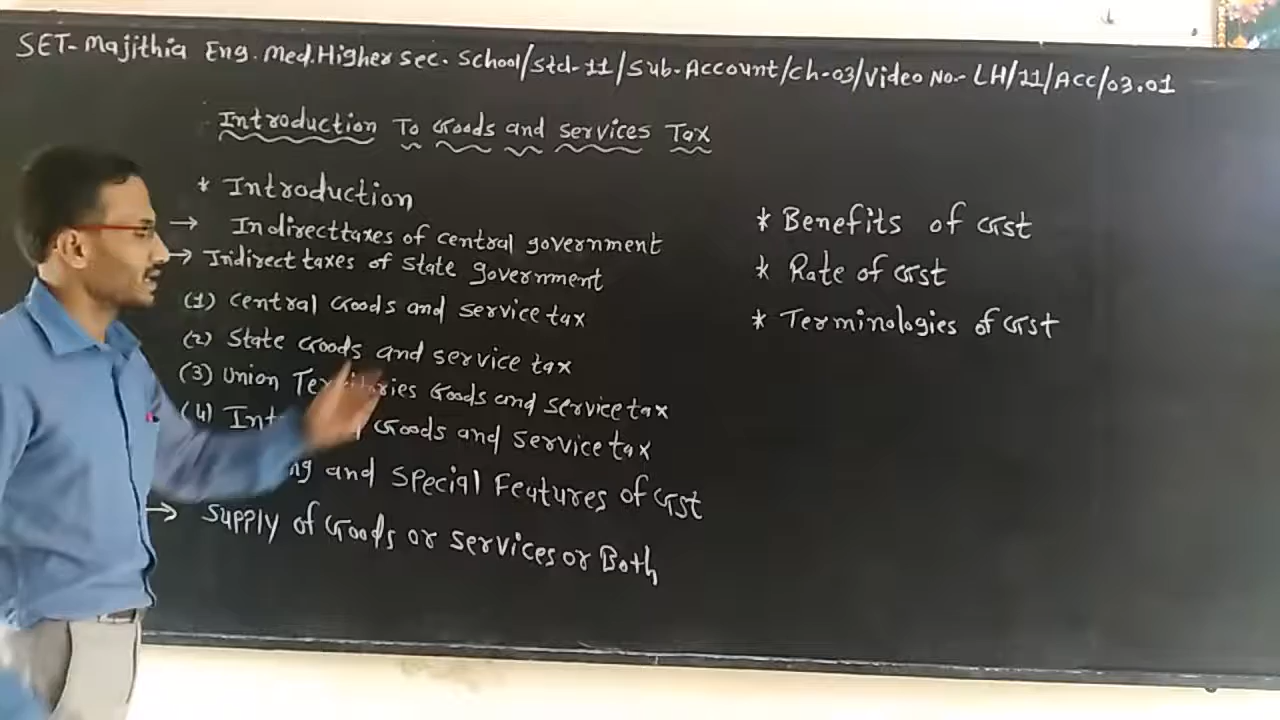 SET-Majithia Eng. Med. Higher Sec. School/Std-11/Sub-Account/Ch-03/Video No.- LH/11/ACC/03.01
Introduction To Goods and services Tax
* Introduction
→ Indirect taxes of central government
→ Indirect taxes of State government
(1) Central Goods and service tax
(2) State Goods and service tax
(3) Union Goods and service tax
(4) Goods and service tax
and special Features of GST
→ Supply of Goods or services or Both
* Benefits of GST
* Rate of GST
* Terminologies of GST